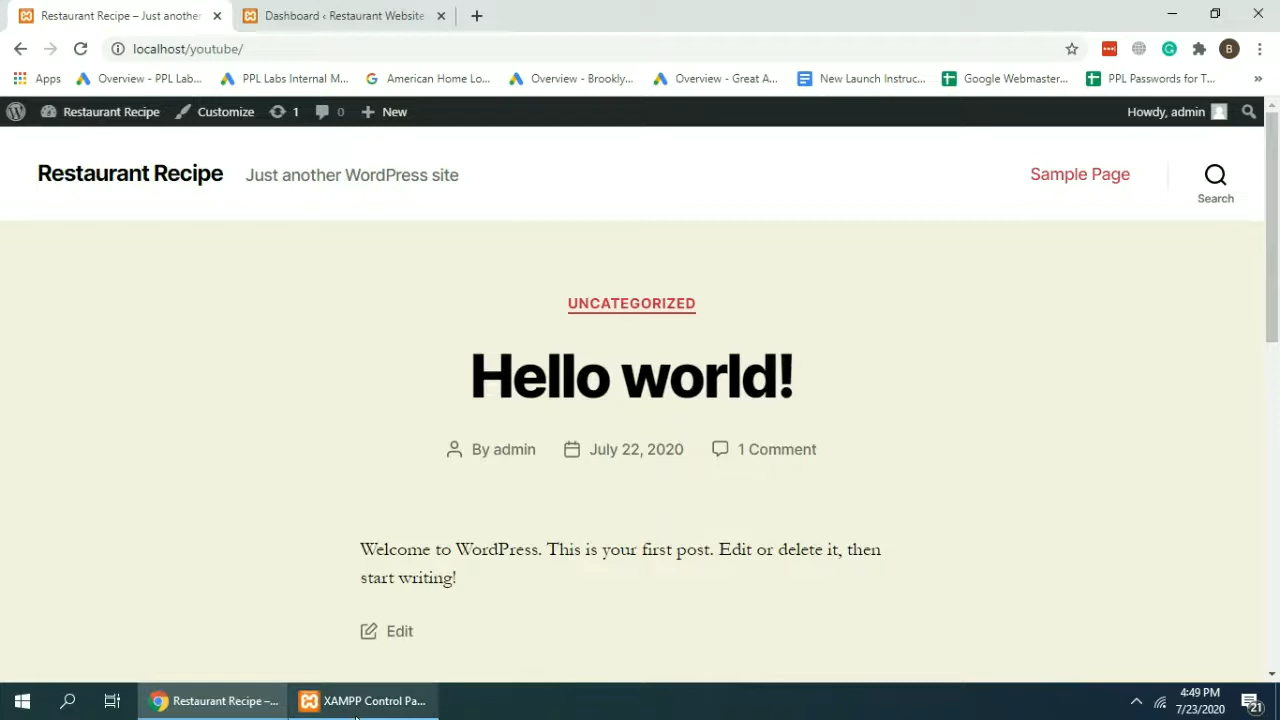 Restaurant Recipe – Just another
Dashboard ‹ Restaurant Website
localhost/youtube/
B
Apps
Overview - PPL Lab...
PPL Labs Internal M...
American Home Lo...
Overview - Brookly...
Overview - Great A...
New Launch Instruc...
Google Webmaster...
PPL Passwords for T...
»
Restaurant Recipe
Customize
1
0
New
Howdy, admin
Restaurant Recipe
Just another WordPress site
Sample Page
Search
UNCATEGORIZED
Hello world!
By admin
July 22, 2020
1 Comment
Welcome to WordPress. This is your first post. Edit or delete it, then
start writing!
Edit
Restaurant Recipe –...
XAMPP Control Pa...
4:49 PM
7/23/2020
21